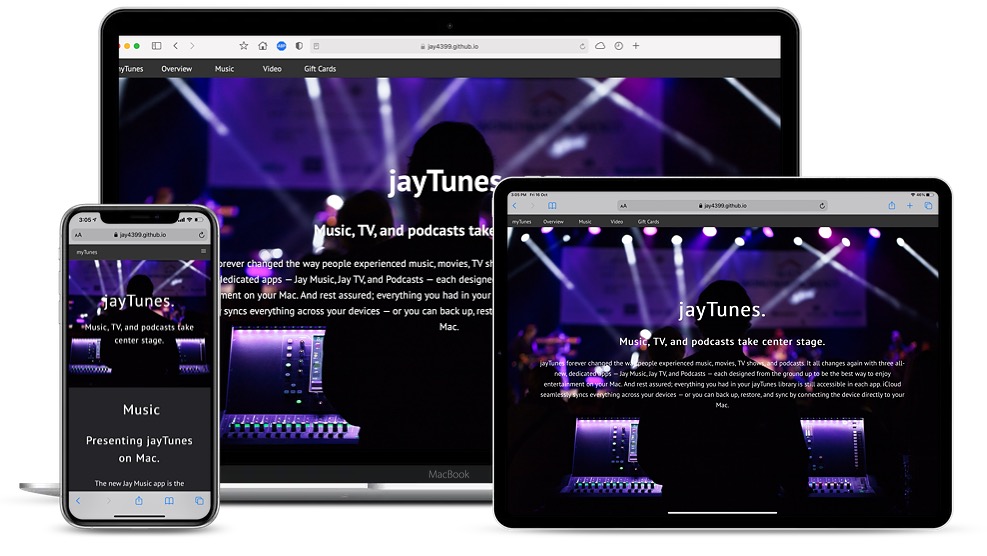 jay4399.github.io
myTunes Overview Music Video Gift Cards
jayTunes
Music, TV, and podcasts take
forever changed the way people experienced music, movies, TV sh
dedicated apps — Jay Music, Jay TV, and Podcasts — each designe
ment on your Mac. And rest assured; everything you had in your
syncs everything across your devices — or you can back up, rest
Mac.
MacBook
3:05
AA jay4399.github.io
myTunes
jayTunes.
Music, TV, and podcasts take
center stage.
Music
Presenting jayTunes
on Mac.
The new Jay Music app is the
3:05 PM Fri 16 Oct 46%
AA jay4399.github.io
myTunes Overview Music Video Gift Cards
jayTunes.
Music, TV, and podcasts take center stage.
jayTunes forever changed the way people experienced music, movies, TV shows, and podcasts. It all changes again with three all-
new, dedicated apps — Jay Music, Jay TV, and Podcasts — each designed from the ground up to be the best way to enjoy
entertainment on your Mac. And rest assured; everything you had in your jayTunes library is still accessible in each app. iCloud
seamlessly syncs everything across your devices — or you can back up, restore, and sync by connecting the device directly to your
Mac.